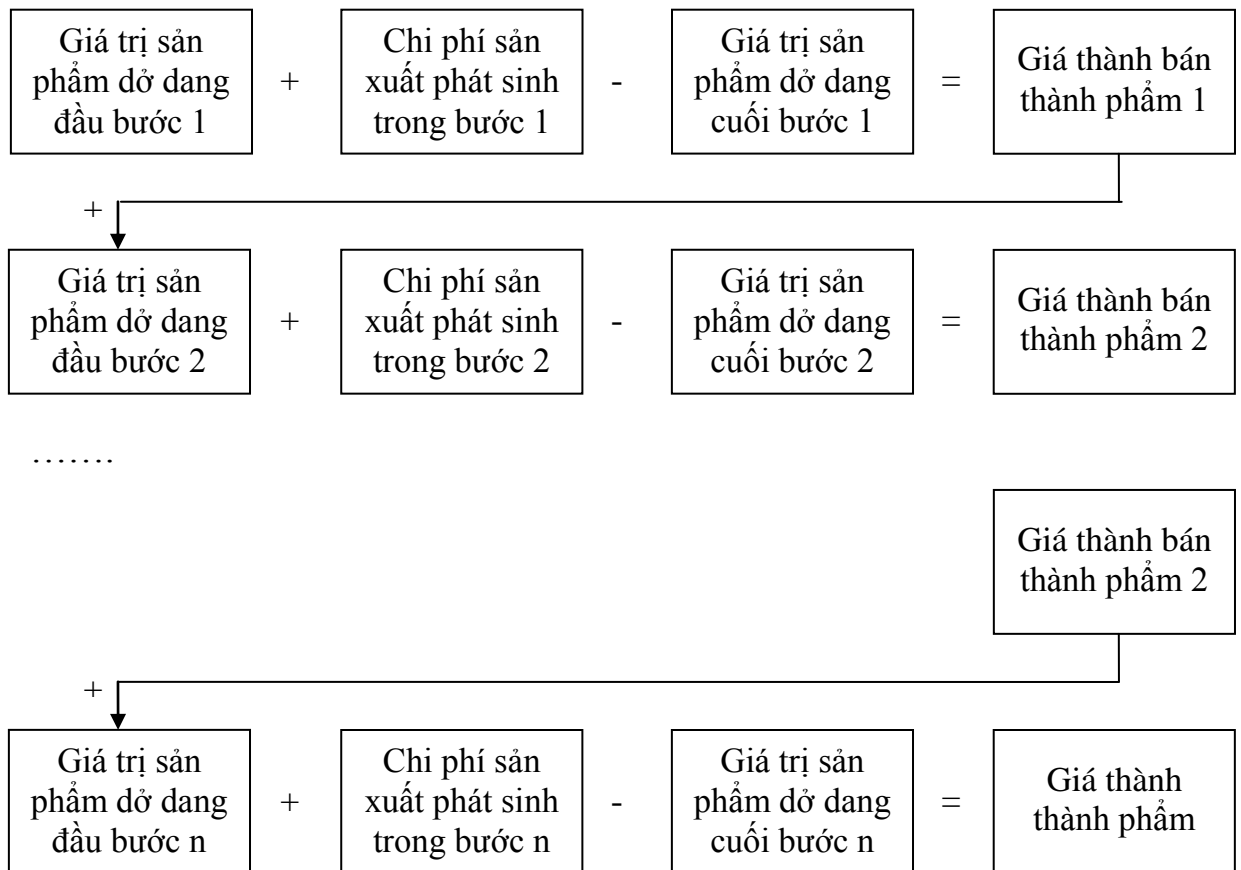 Giá trị sản
phẩm dở dang
đầu bước 1
+
Chi phí sản
xuất phát sinh
trong bước 1
-
Giá trị sản
phẩm dở dang
cuối bước 1
=
Giá thành bán
thành phẩm 1
+
Giá trị sản
phẩm dở dang
đầu bước 2
+
Chi phí sản
xuất phát sinh
trong bước 2
-
Giá trị sản
phẩm dở dang
cuối bước 2
=
Giá thành bán
thành phẩm 2
…….
Giá thành bán
thành phẩm 2
+
Giá trị sản
phẩm dở dang
đầu bước n
+
Chi phí sản
xuất phát sinh
trong bước n
-
Giá trị sản
phẩm dở dang
cuối bước n
=
Giá thành
thành phẩm